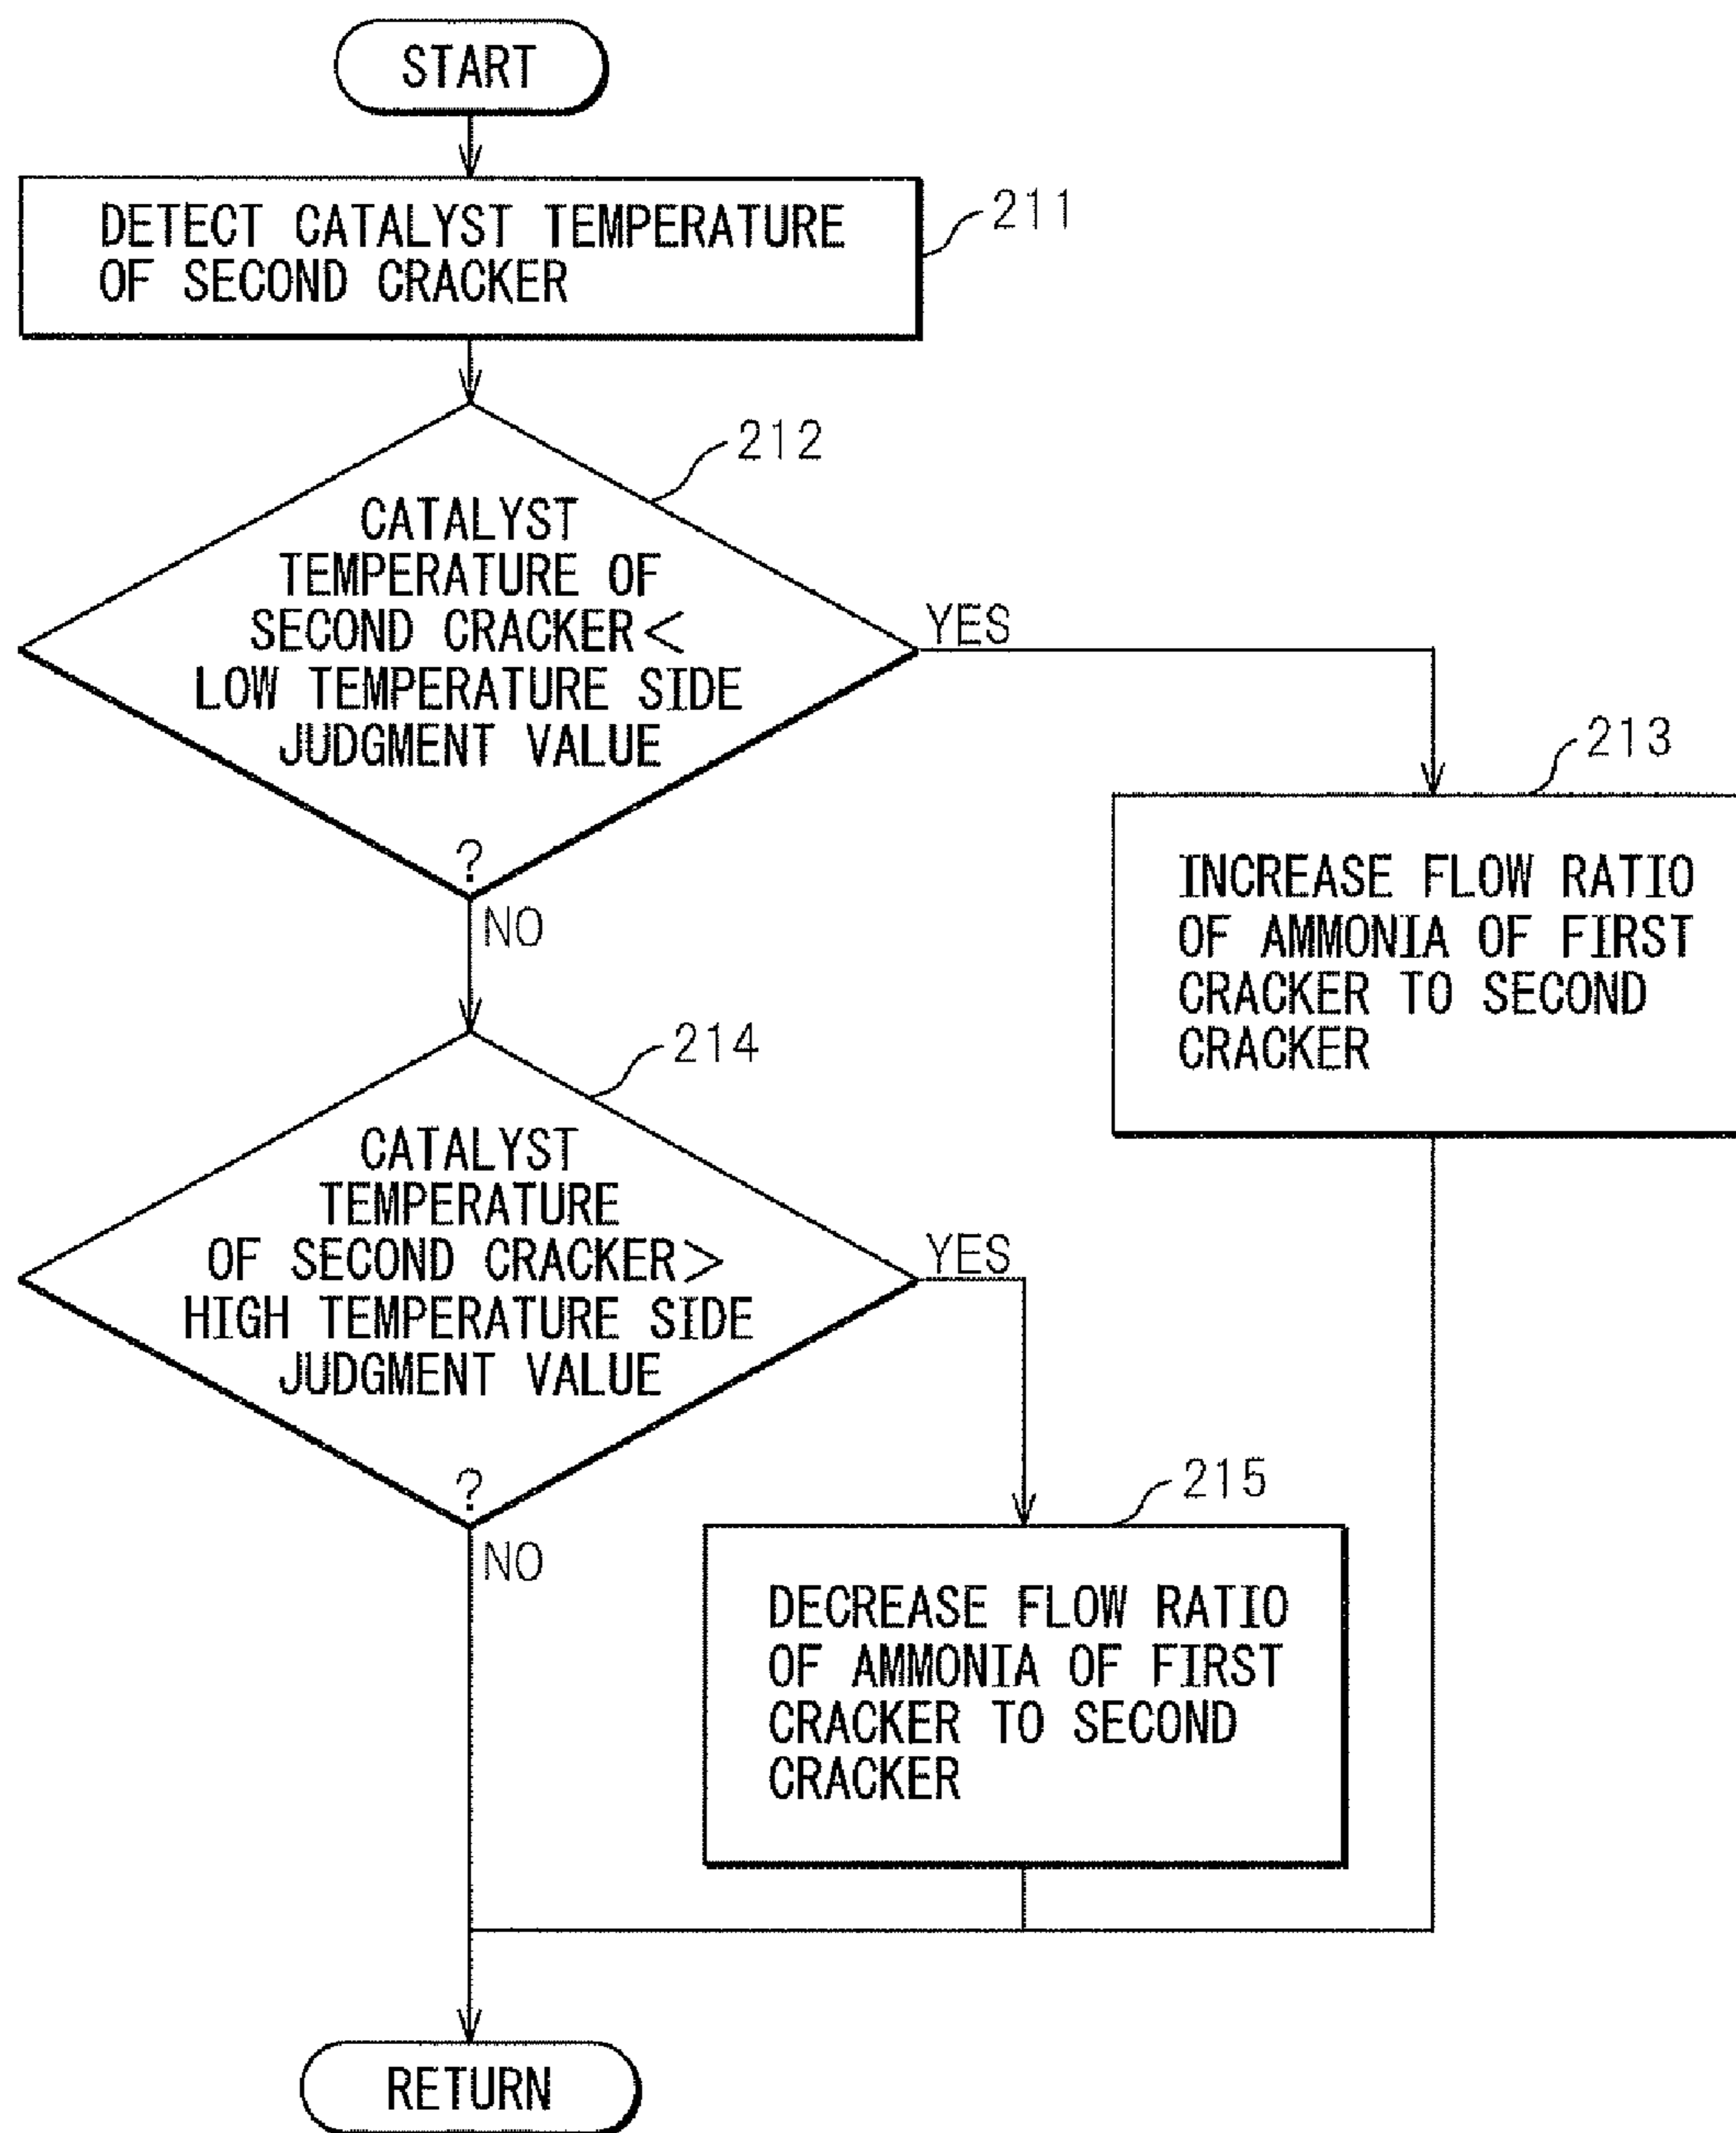 START
DETECT CATALYST TEMPERATURE
OF SECOND CRACKER
211
212
CATALYST
TEMPERATURE OF
SECOND CRACKER<
LOW TEMPERATURE SIDE
JUDGMENT VALUE
?
YES
NO
213
INCREASE FLOW RATIO
OF AMMONIA OF FIRST
CRACKER TO SECOND
CRACKER
214
CATALYST
TEMPERATURE
OF SECOND CRACKER>
HIGH TEMPERATURE SIDE
JUDGMENT VALUE
?
YES
NO
215
DECREASE FLOW RATIO
OF AMMONIA OF FIRST
CRACKER TO SECOND
CRACKER
RETURN